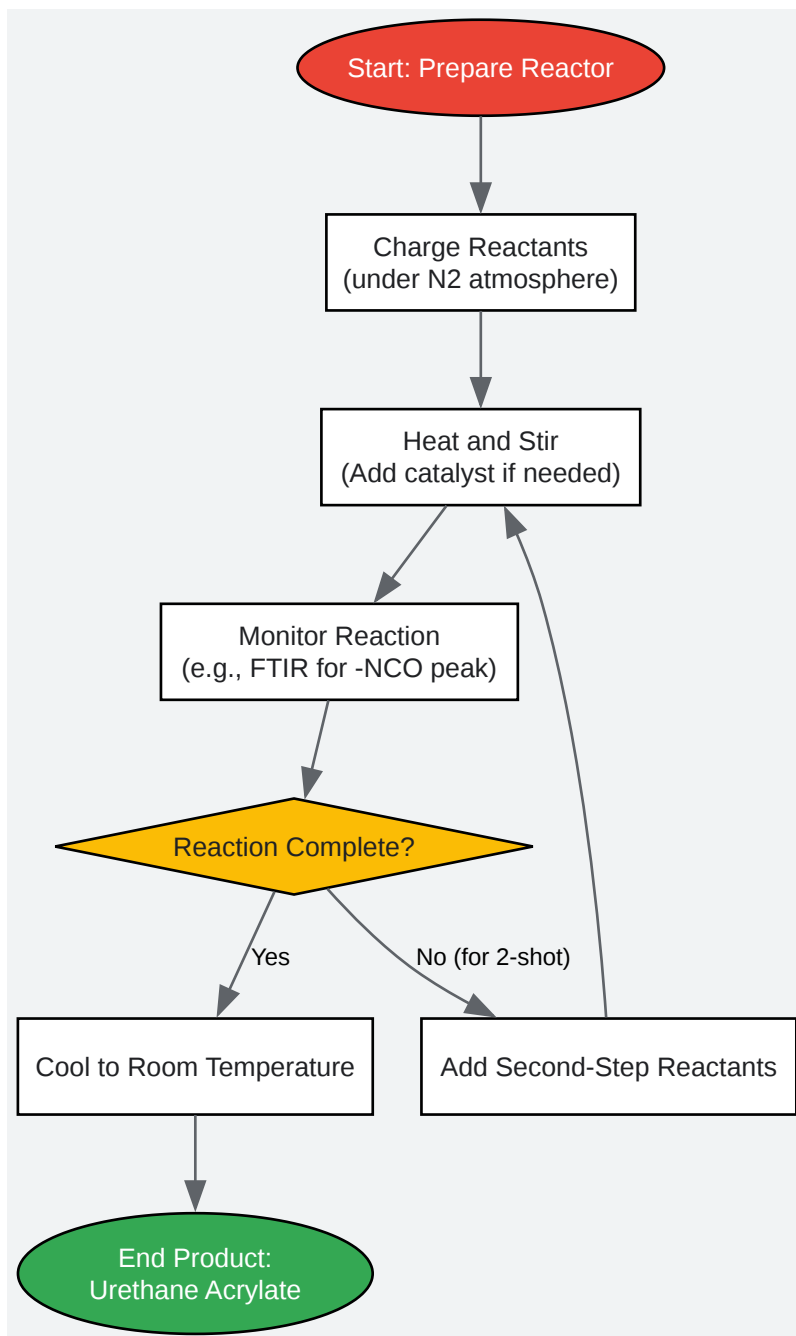 Start: Prepare Reactor
Charge Reactants
(under N2 atmosphere)
Heat and Stir
(Add catalyst if needed)
Monitor Reaction
(e.g., FTIR for -NCO peak)
Reaction Complete?
Yes
No (for 2-shot)
Cool to Room Temperature
Add Second-Step Reactants
End Product:
Urethane Acrylate